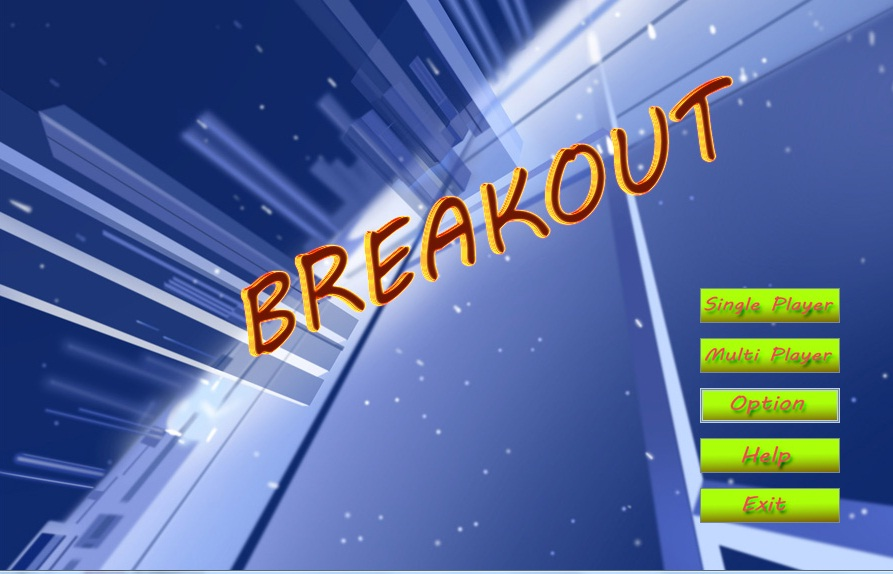 BREAKOUT
Single Player
Multi Player
Option
Help
Exit